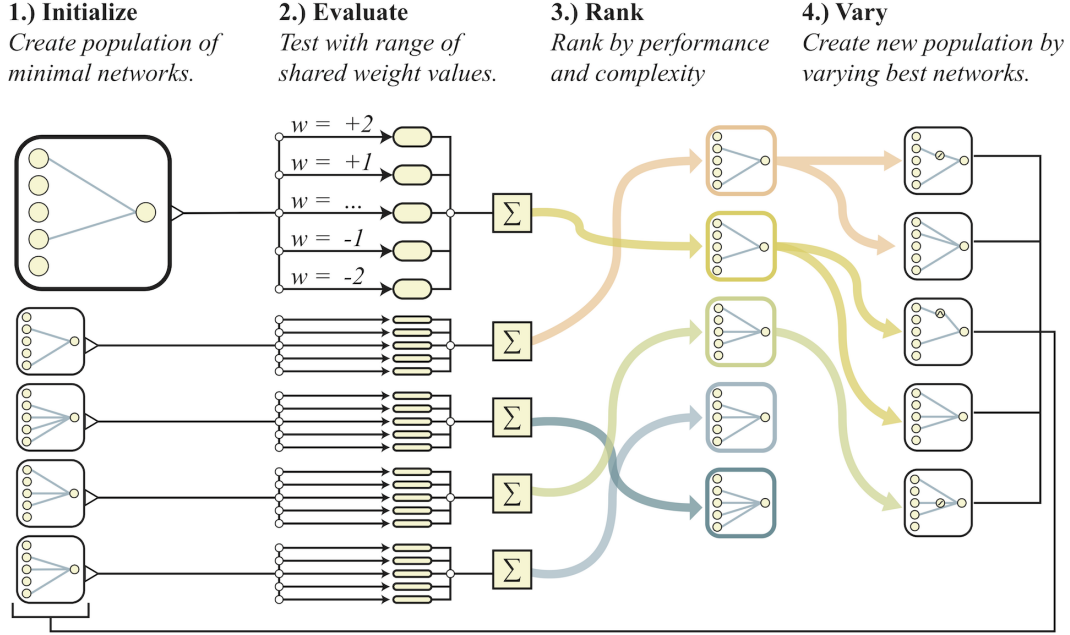 1.) Initialize
Create population of
minimal networks.
2.) Evaluate
Test with range of
shared weight values.
3.) Rank
Rank by performance
and complexity
4.) Vary
Create new population by
varying best networks.
w = +2
w = +1
w = ...
w = -1
w = -2
Σ
Σ
Σ
Σ
Σ